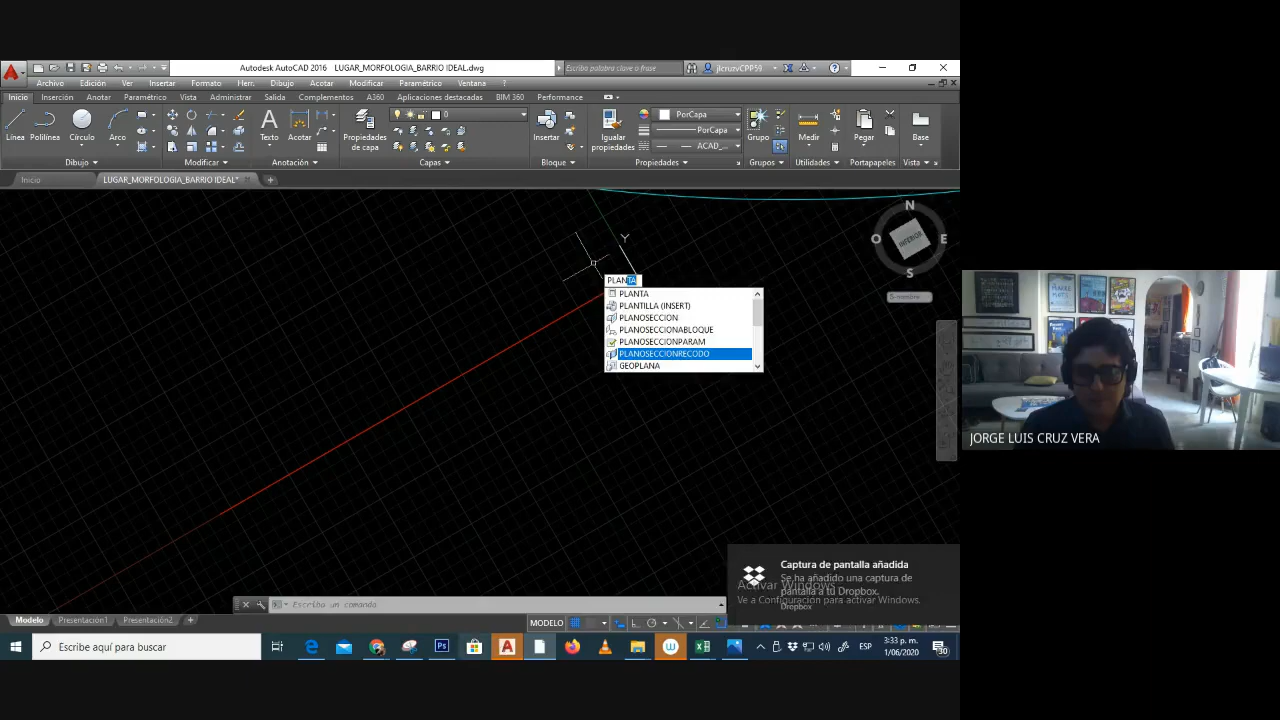 Autodesk AutoCAD 2016 LUGAR_MORFOLOGIA_BARRIO IDEAL.dwg
Escriba palabra clave o frase
jlcruzvCPP59
Archivo Edición Ver Insertar Formato Herr. Dibujo Acotar Modificar Paramétrico Ventana ?
Inicio Inserción Anotar Paramétrico Vista Administrar Salida Complementos A360 Aplicaciones destacadas BIM 360 Performance
0
PorCapa
PorCapa
ACAD_...
Línea Polilínea Círculo Arco
Texto Acotar
Propiedades de capa
Insertar
Igualar propiedades
Grupo
Medir
Pegar
Base
Dibujo Modificar Anotación Capas Bloque Propiedades Grupos Utilidades Portapapeles Vista
Inicio LUGAR_MORFOLOGIA_BARRIO IDEAL*
N
O E
INFERIOR
S
Y
PLANTA
PLANTA
PLANTILLA (INSERT)
PLANOSECCION
PLANOSECCIONABLOQUE
PLANOSECCIONPARAM
PLANOSECCIONRECODO
GEOPLANA
JORGE LUIS CRUZ VERA
Captura de pantalla añadida
Se ha añadido una captura de
pantalla a tu Dropbox.
Dropbox
Activar Windows
Ve a Configuración para activar Windows.
Escriba un comando
Modelo Presentación1 Presentación2
MODELO
Escribe aquí para buscar
ESP
3:33 p. m.
1/06/2020
30